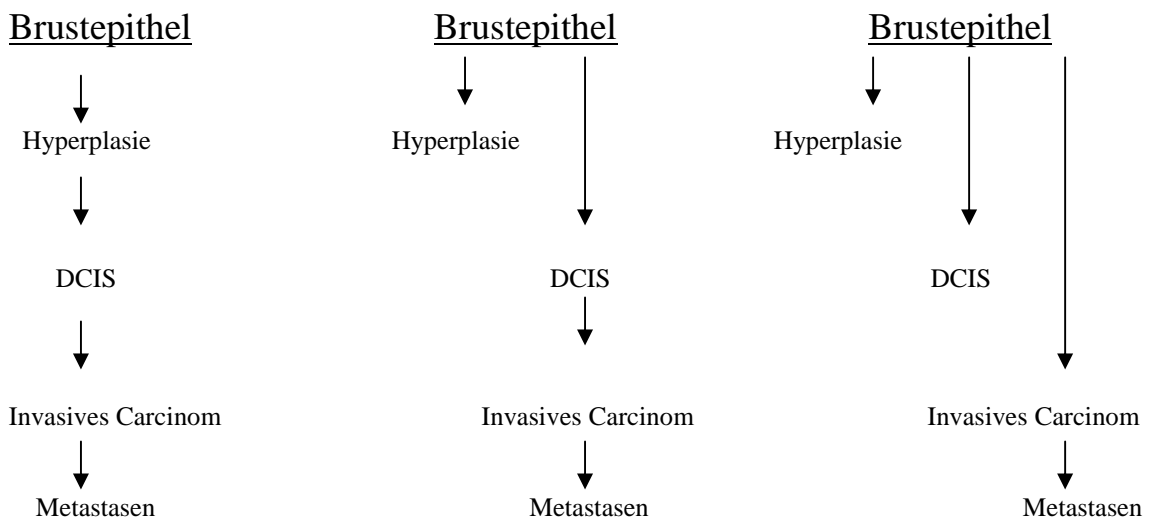 Brustepithel Brustepithel Brustepithel
Hyperplasie Hyperplasie Hyperplasie
DCIS DCIS DCIS
Invasives Carcinom Invasives Carcinom Invasives Carcinom
Metastasen Metastasen Metastasen